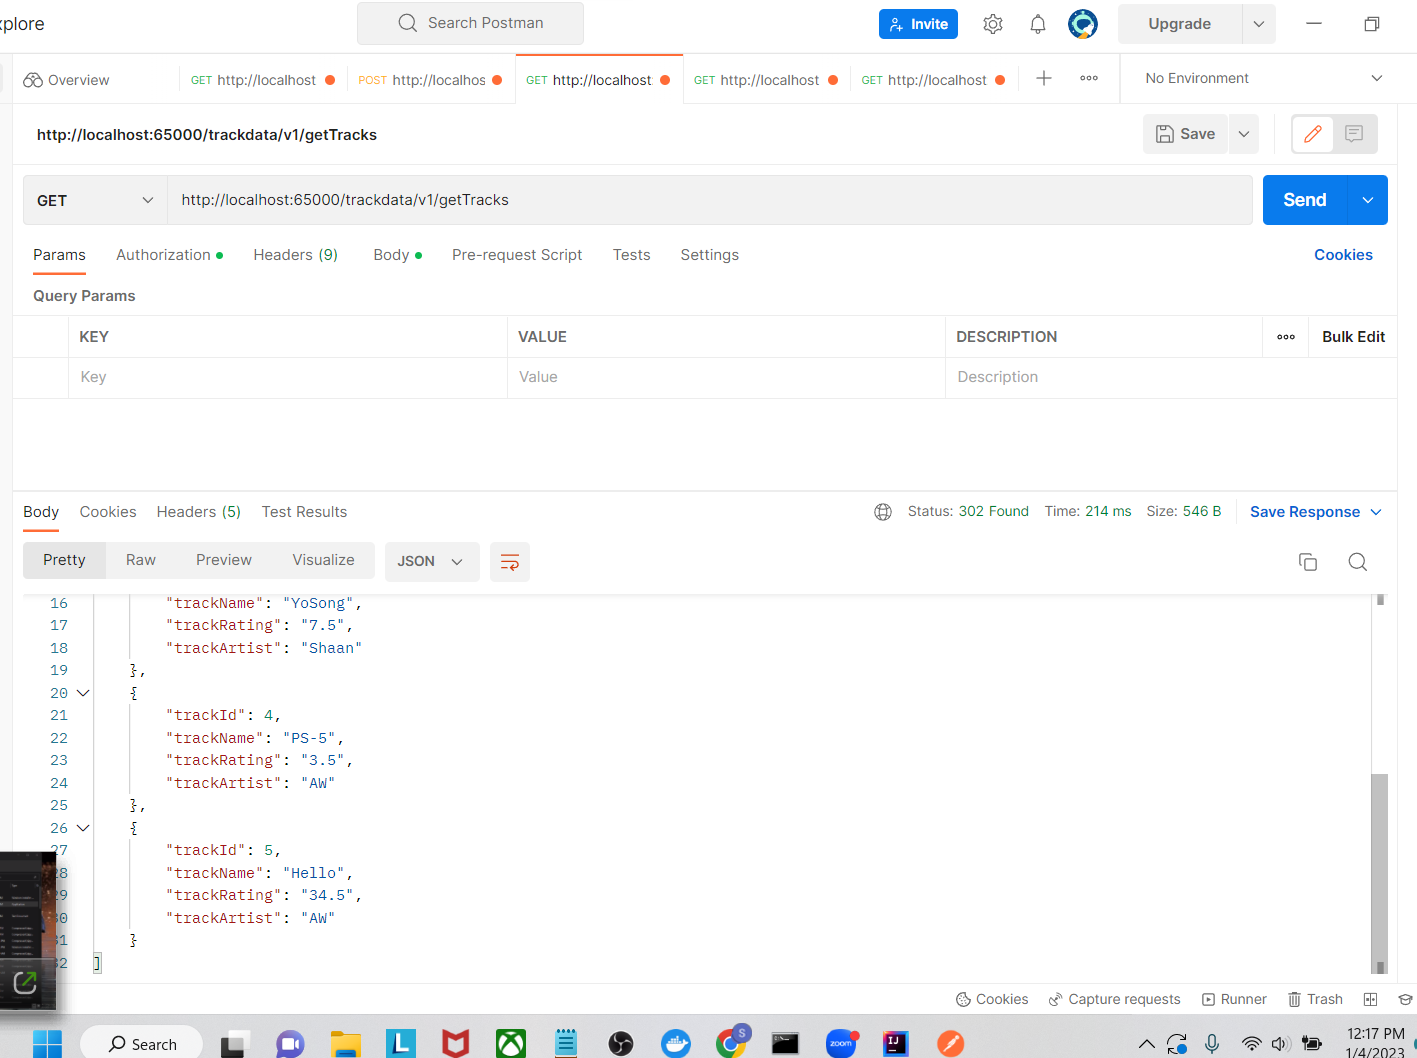 xplore
Search Postman
Invite
Upgrade
Overview
GET http://localhost
POST http://localhos
GET http://localhost:
GET http://localhost
GET http://localhost
No Environment
http://localhost:65000/trackdata/v1/getTracks
Save
GET
http://localhost:65000/trackdata/v1/getTracks
Send
Params
Authorization
Headers (9)
Body
Pre-request Script
Tests
Settings
Cookies
Query Params
KEY
VALUE
DESCRIPTION
Bulk Edit
Key
Value
Description
Body
Cookies
Headers (5)
Test Results
Status: 302 Found
Time: 214 ms
Size: 546 B
Save Response
Pretty
Raw
Preview
Visualize
JSON
16 "trackName": "YoSong",
17 "trackRating": "7.5",
18 "trackArtist": "Shaan"
19 },
20 {
21 "trackId": 4,
22 "trackName": "PS-5",
23 "trackRating": "3.5",
24 "trackArtist": "AW"
25 },
26 {
27 "trackId": 5,
28 "trackName": "Hello",
29 "trackRating": "34.5",
30 "trackArtist": "AW"
31 }
32 ]
Cookies
Capture requests
Runner
Trash
Search
L
S
zoom
IJ
12:17 PM
1/4/2023